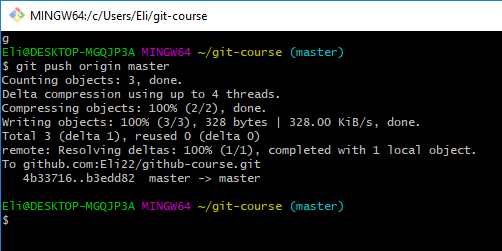 MINGW64:/c/Users/Eli/git-course
g
Eli@DESKTOP-MGQJP3A MINGW64 ~/git-course (master)
$ git push origin master
Counting objects: 3, done.
Delta compression using up to 4 threads.
Compressing objects: 100% (2/2), done.
Writing objects: 100% (3/3), 328 bytes | 328.00 KiB/s, done.
Total 3 (delta 1), reused 0 (delta 0)
remote: Resolving deltas: 100% (1/1), completed with 1 local object.
To github.com:Eli22/github-course.git
   4b33716..b3edd82  master -> master
Eli@DESKTOP-MGQJP3A MINGW64 ~/git-course (master)
$